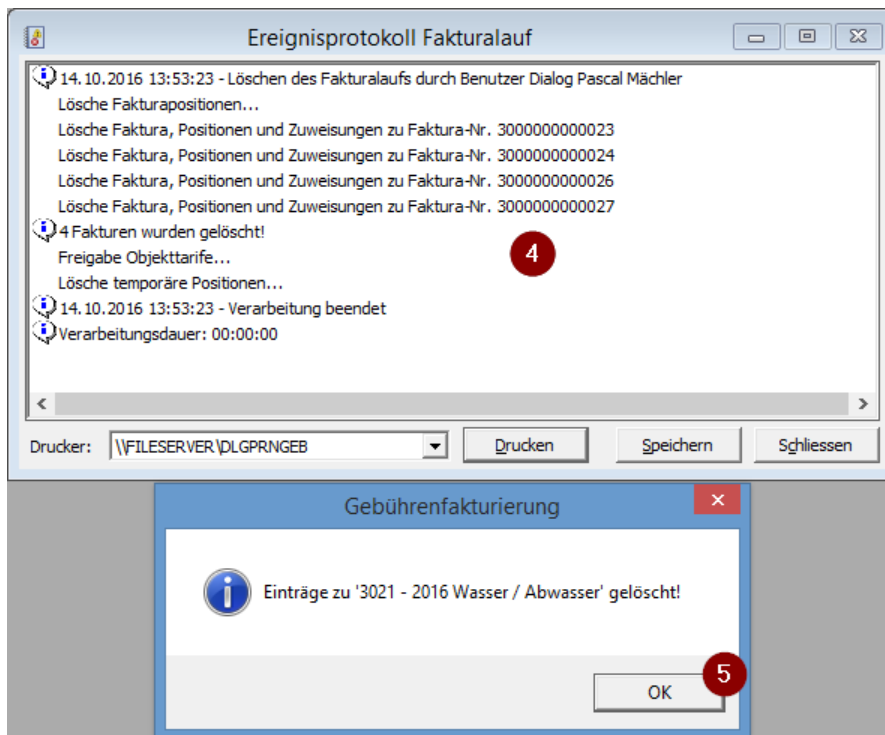 Ereignisprotokoll Fakturalauf
14.10.2016 13:53:23 - Löschen des Fakturalaufs durch Benutzer Dialog Pascal Mächler
Lösche Fakturapositionen...
Lösche Faktura, Positionen und Zuweisungen zu Faktura-Nr. 3000000000023
Lösche Faktura, Positionen und Zuweisungen zu Faktura-Nr. 3000000000024
Lösche Faktura, Positionen und Zuweisungen zu Faktura-Nr. 3000000000026
Lösche Faktura, Positionen und Zuweisungen zu Faktura-Nr. 3000000000027
4 Fakturen wurden gelöscht!
Freigabe Objekttarife...
4
Lösche temporäre Positionen...
14.10.2016 13:53:23 - Verarbeitung beendet
Verarbeitungsdauer: 00:00:00
Drucker: \\FILESERVER\DLGPRNGEB Drucken Speichern Schliessen
Gebührenfakturierung
Einträge zu '3021 - 2016 Wasser / Abwasser' gelöscht!
5
OK